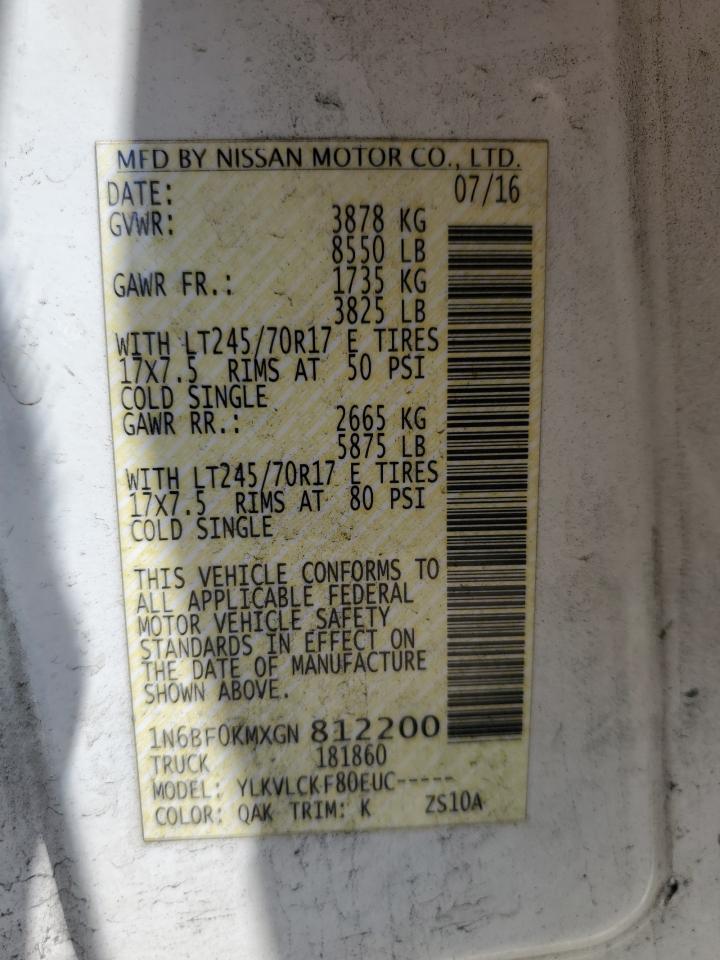 MFD BY NISSAN MOTOR CO., LTD.
DATE: 07/16
GVWR: 3878 KG
8550 LB
GAWR FR.: 1735 KG
3825 LB
WITH LT245/70R17 E TIRES
17X7.5 RIMS AT 50 PSI
COLD SINGLE
GAWR RR.: 2665 KG
5875 LB
WITH LT245/70R17 E TIRES
17X7.5 RIMS AT 80 PSI
COLD SINGLE
THIS VEHICLE CONFORMS TO
ALL APPLICABLE FEDERAL
MOTOR VEHICLE SAFETY
STANDARDS IN EFFECT ON
THE DATE OF MANUFACTURE
SHOWN ABOVE.
1N6BF0KMXGN 812200
TRUCK 181860
MODEL: YLKVLCKF80EUC-----
COLOR: QAK TRIM: K ZS10A